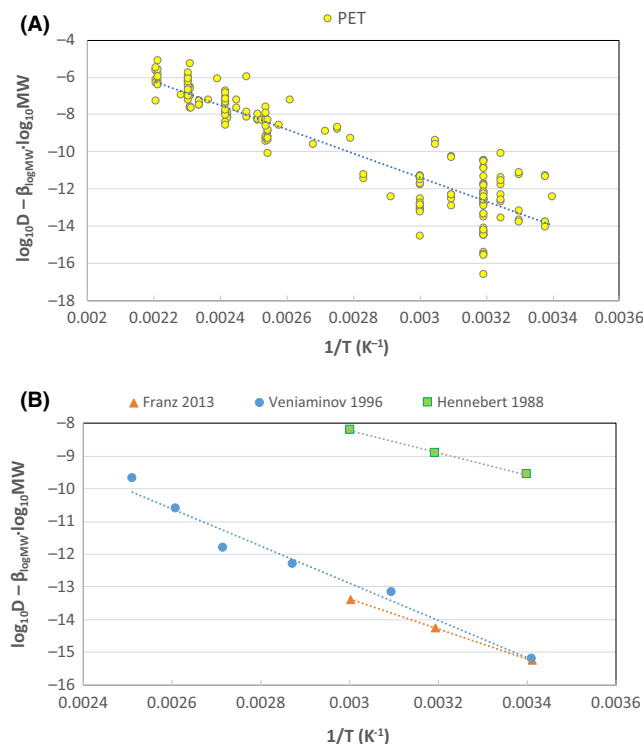 (A)
PET
−4
−6
−8
−10
−12
−14
−16
−18
log₁₀D − β_logMW·log₁₀MW
0.002 0.0022 0.0024 0.0026 0.0028 0.003 0.0032 0.0034 0.0036
1/T (K⁻¹)
(B)
Franz 2013 Veniaminov 1996 Hennebert 1988
−8
−9
−10
−11
−12
−13
−14
−15
−16
log₁₀D − β_logMW·log₁₀MW
0.0024 0.0026 0.0028 0.003 0.0032 0.0034 0.0036
1/T (K⁻¹)